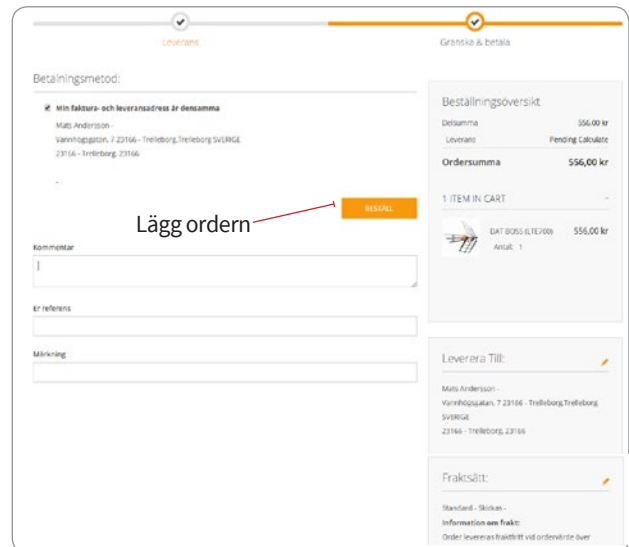 Leverans
Granska & betala
Betalningsmetod:
Min faktura- och leveransadress är densamma
Mats Andersson -
Vannhögsgatan, 7 23166 - Trelleborg,Trelleborg SVERIGE
23166 - Trelleborg, 23166
-
BESTÄLL
Lägg ordern
Kommentar
Er referens
Märkning
Beställningsöversikt
Delsumma 556,00 kr
Leverans Pending Calculate
Ordersumma 556,00 kr
1 ITEM IN CART
DAT BOSS (LTE700) 556,00 kr
Antal: 1
Leverera Till:
Mats Andersson -
Vannhögsgatan, 7 23166 - Trelleborg,Trelleborg
SVERIGE
23166 - Trelleborg, 23166
Fraktsätt:
Standard - Skickas -
Information om frakt:
Order levereras fraktfritt vid ordervärde över